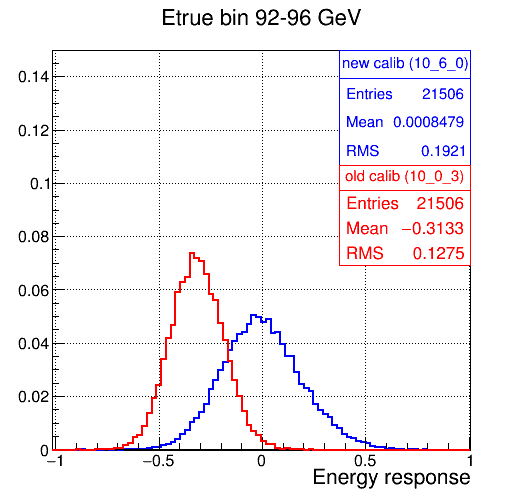 Etrue bin 92-96 GeV
new calib (10_6_0)
Entries 21506
Mean 0.0008479
RMS 0.1921
old calib (10_0_3)
Entries 21506
Mean −0.3133
RMS 0.1275
0.14
0.12
0.1
0.08
0.06
0.04
0.02
0
−1 −0.5 0 0.5 1
Energy response